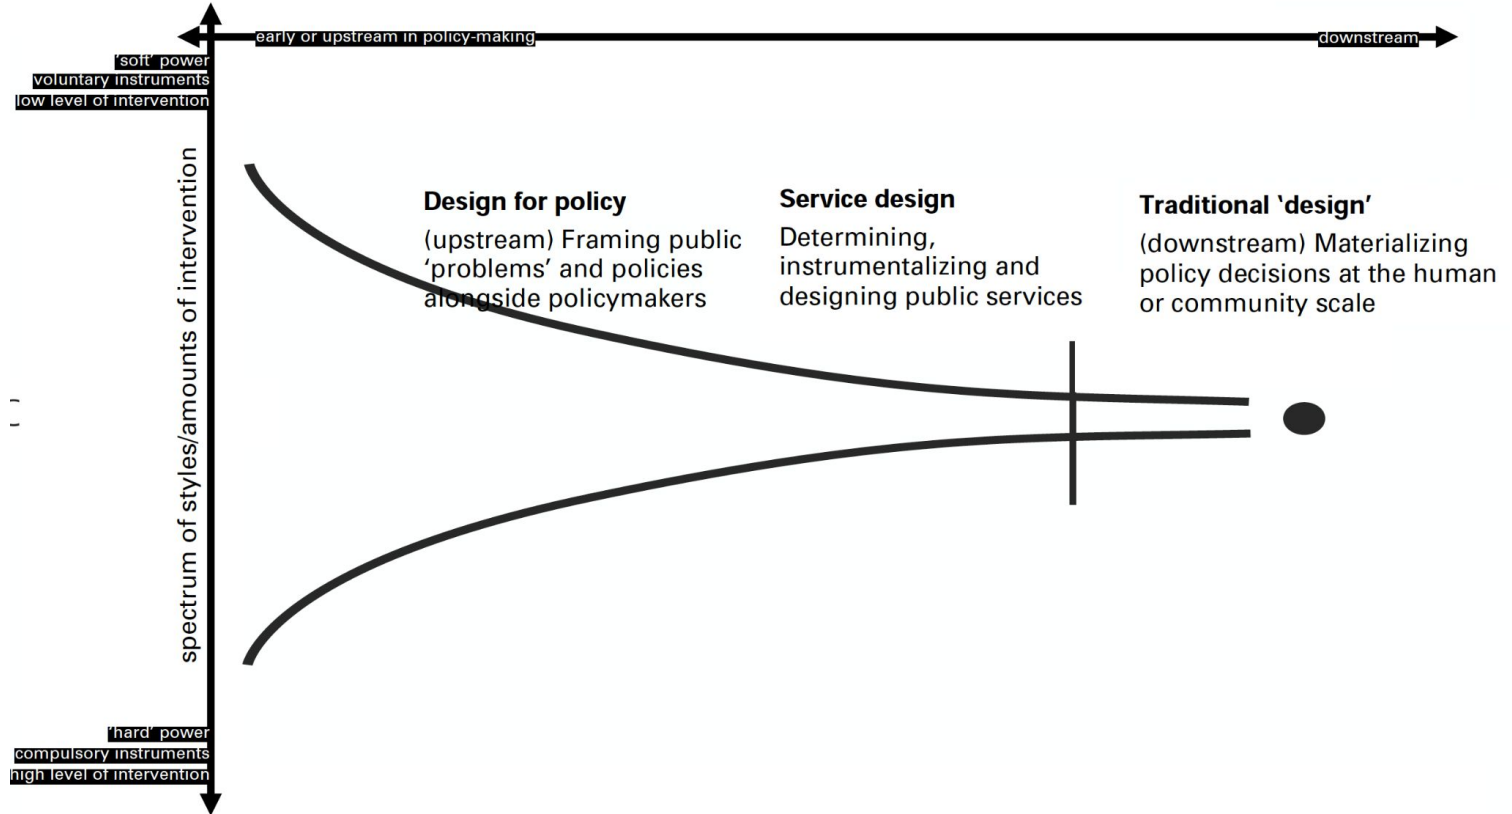 early or upstream in policy-making
downstream
‘soft’ power
voluntary instruments
low level of intervention
spectrum of styles/amounts of intervention
Design for policy
(upstream) Framing public
‘problems’ and policies
alongside policymakers
Service design
Determining,
instrumentalizing and
designing public services
Traditional ‘design’
(downstream) Materializing
policy decisions at the human
or community scale
‘hard’ power
compulsory instruments
high level of intervention